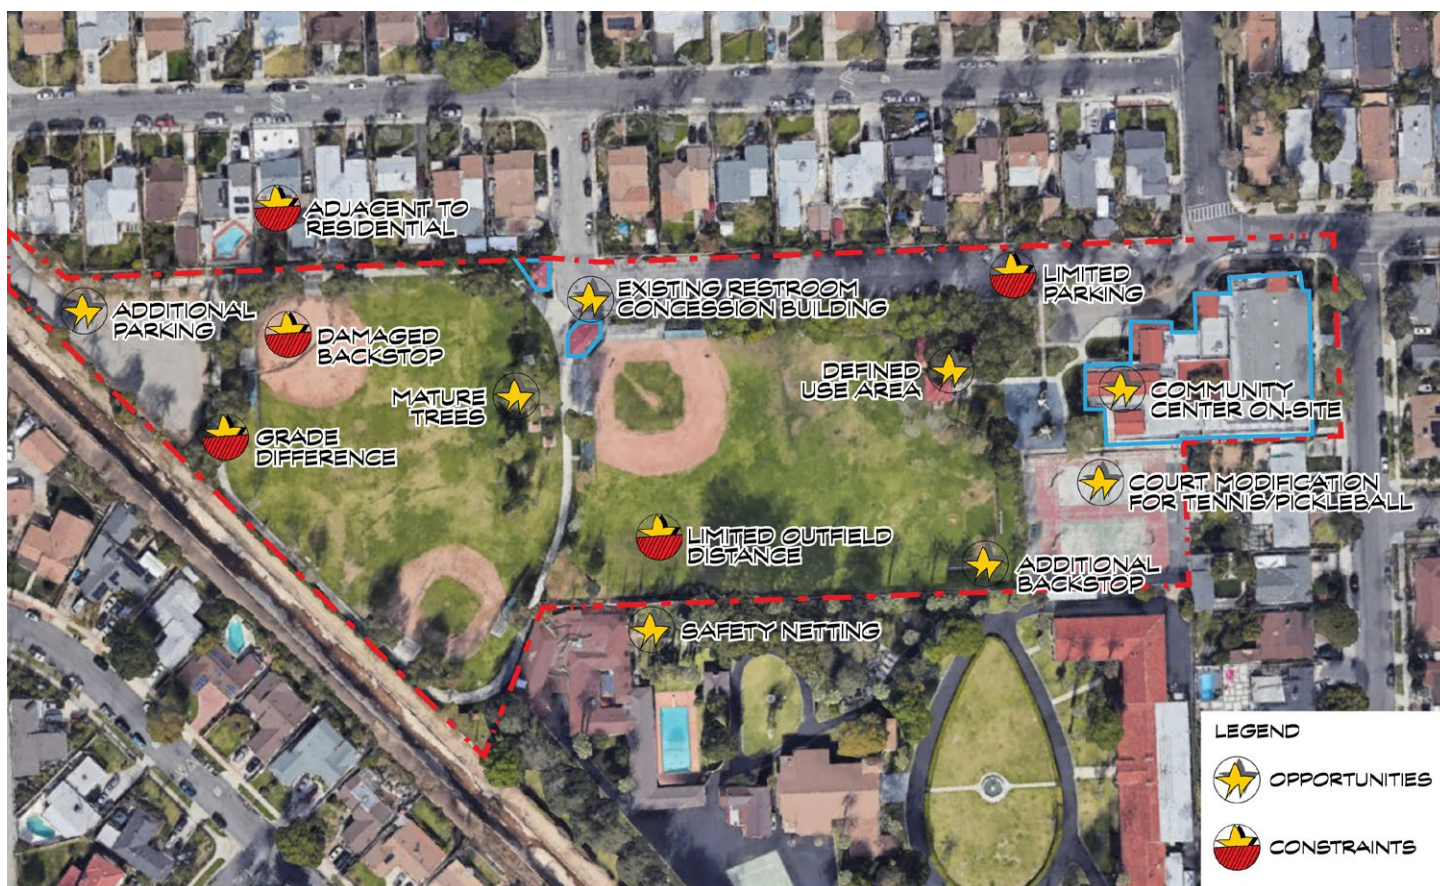 ADJACENT TO
RESIDENTIAL
ADDITIONAL
PARKING
DAMAGED
BACKSTOP
EXISTING RESTROOM
CONCESSION BUILDING
LIMITED
PARKING
MATURE
TREES
DEFINED
USE AREA
COMMUNITY
CENTER ON-SITE
GRADE
DIFFERENCE
COURT MODIFICATION
FOR TENNIS/PICKLEBALL
LIMITED OUTFIELD
DISTANCE
ADDITIONAL
BACKSTOP
SAFETY NETTING
LEGEND
OPPORTUNITIES
CONSTRAINTS